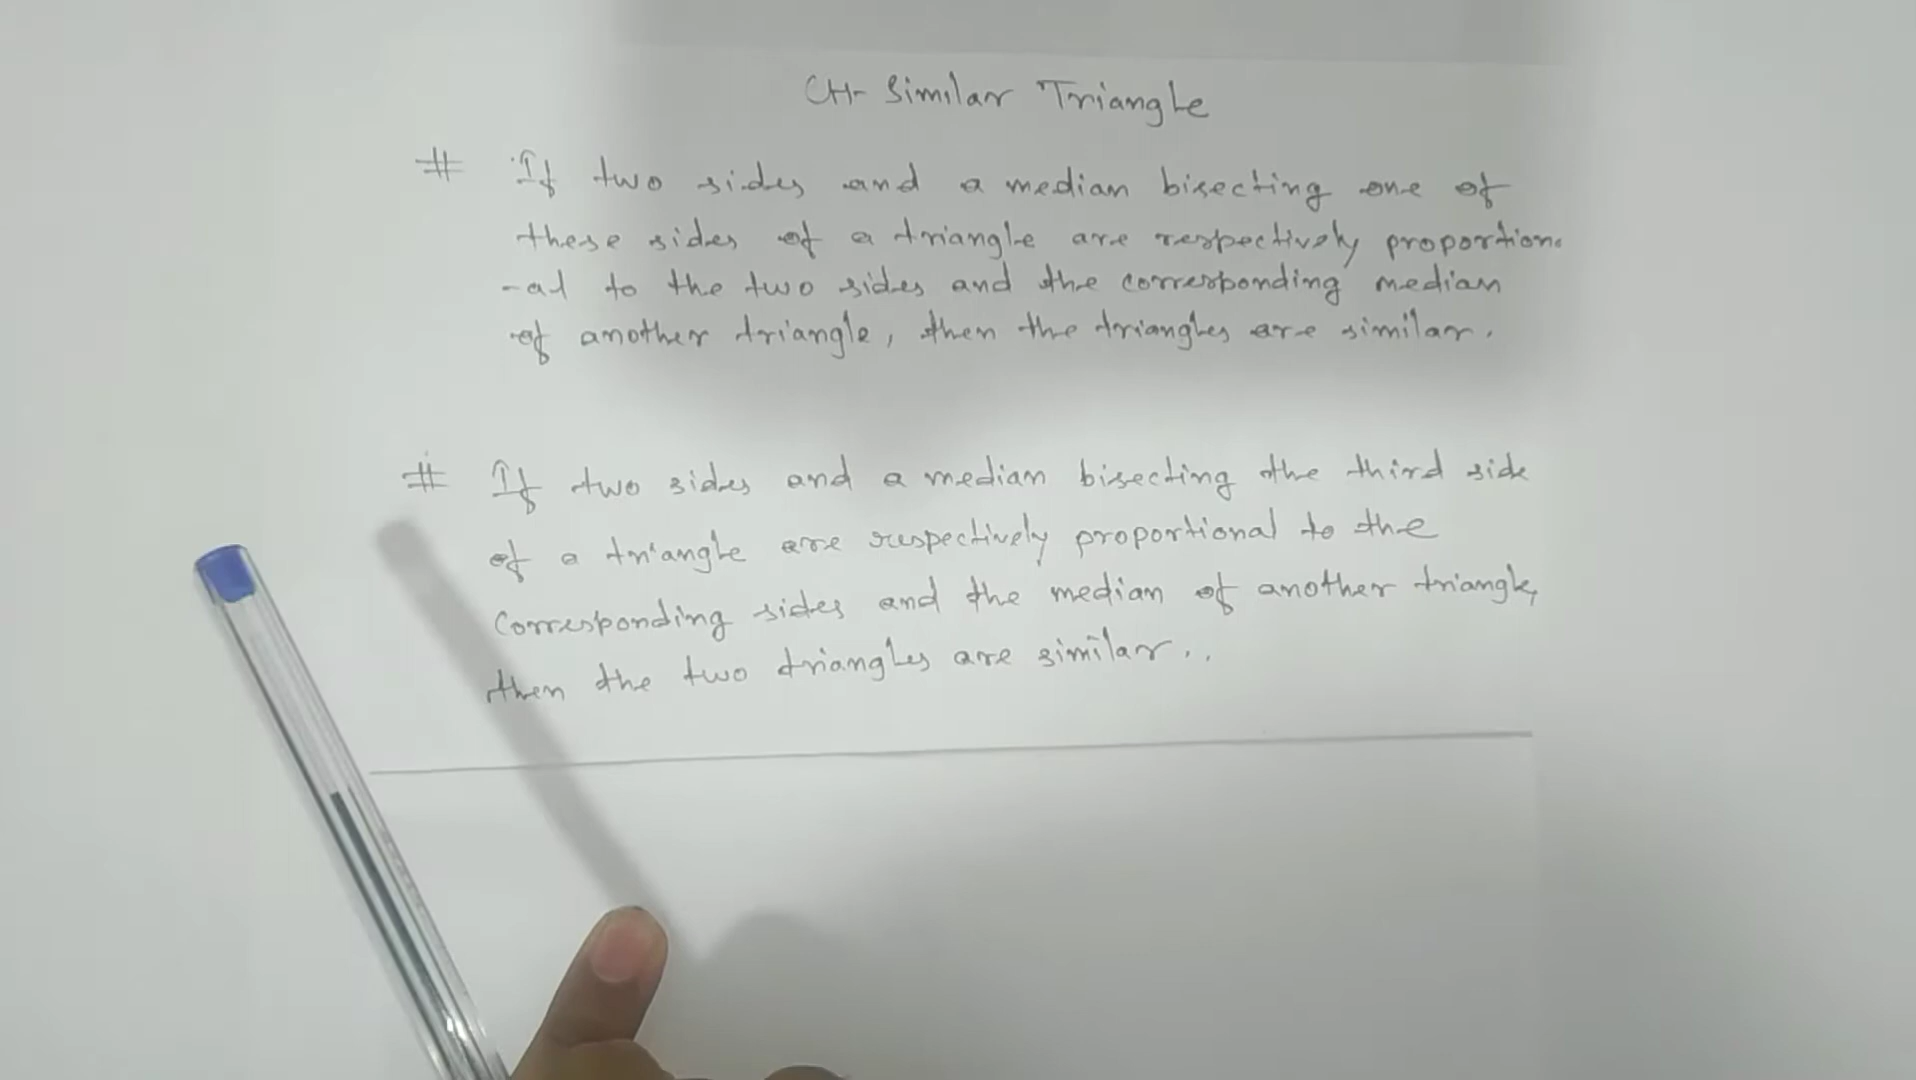 CH- Similar Triangle
# If two sides and a median bisecting one of
these sides of a triangle are respectively proportion-
-al to the two sides and the corresponding median
of another triangle, then the triangles are similar.
# If two sides and a median bisecting the third side
of a triangle are respectively proportional to the
corresponding sides and the median of another triangle,
then the two triangles are similar..